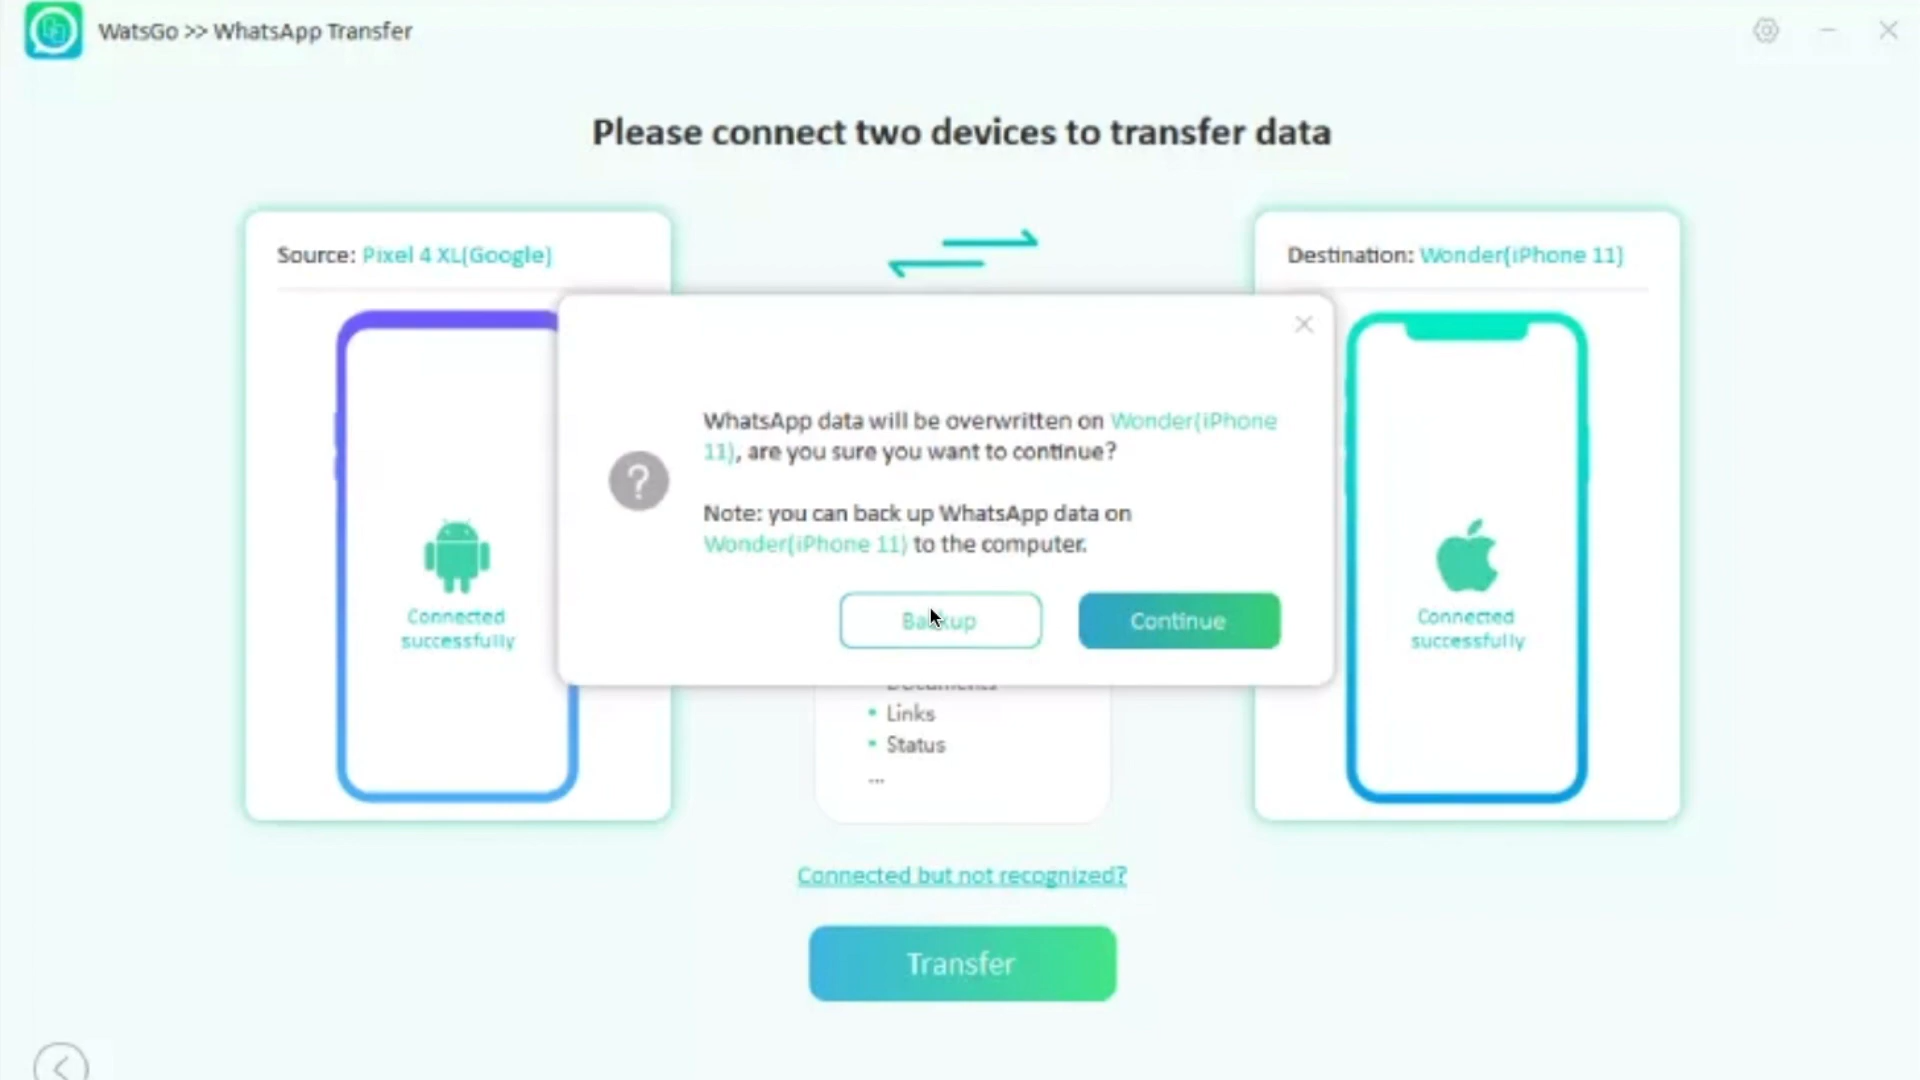 WatsGo >> WhatsApp Transfer
Please connect two devices to transfer data
Source: Pixel 4 XL(Google)
Destination: Wonder(iPhone 11)
WhatsApp data will be overwritten on Wonder(iPhone
11), are you sure you want to continue?
?
Note: you can back up WhatsApp data on
Wonder(iPhone 11) to the computer.
Backup
Continue
Connected
successfully
Connected
successfully
Documents
• Links
• Status
...
Connected but not recognized?
Transfer